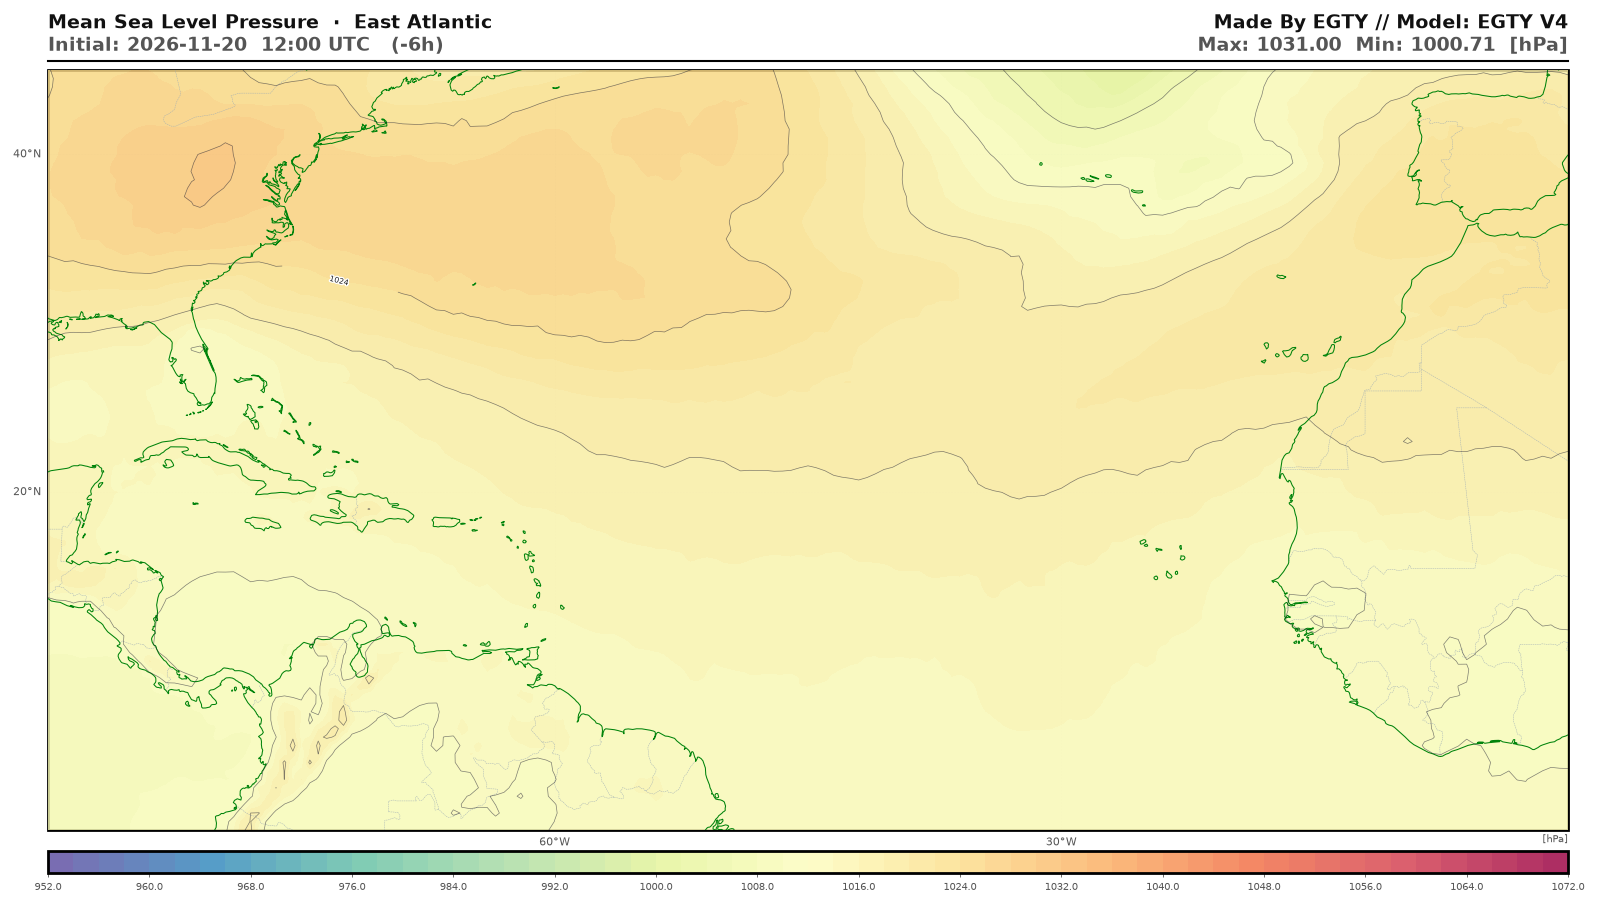 Mean Sea Level Pressure · East Atlantic
Made By EGTY // Model: EGTY V4
Initial: 2026-11-20 12:00 UTC (-6h)
Max: 1031.00 Min: 1000.71 [hPa]
40°N
1024
20°N
60°W
30°W
[hPa]
952.0 960.0 968.0 976.0 984.0 992.0 1000.0 1008.0 1016.0 1024.0 1032.0 1040.0 1048.0 1056.0 1064.0 1072.0